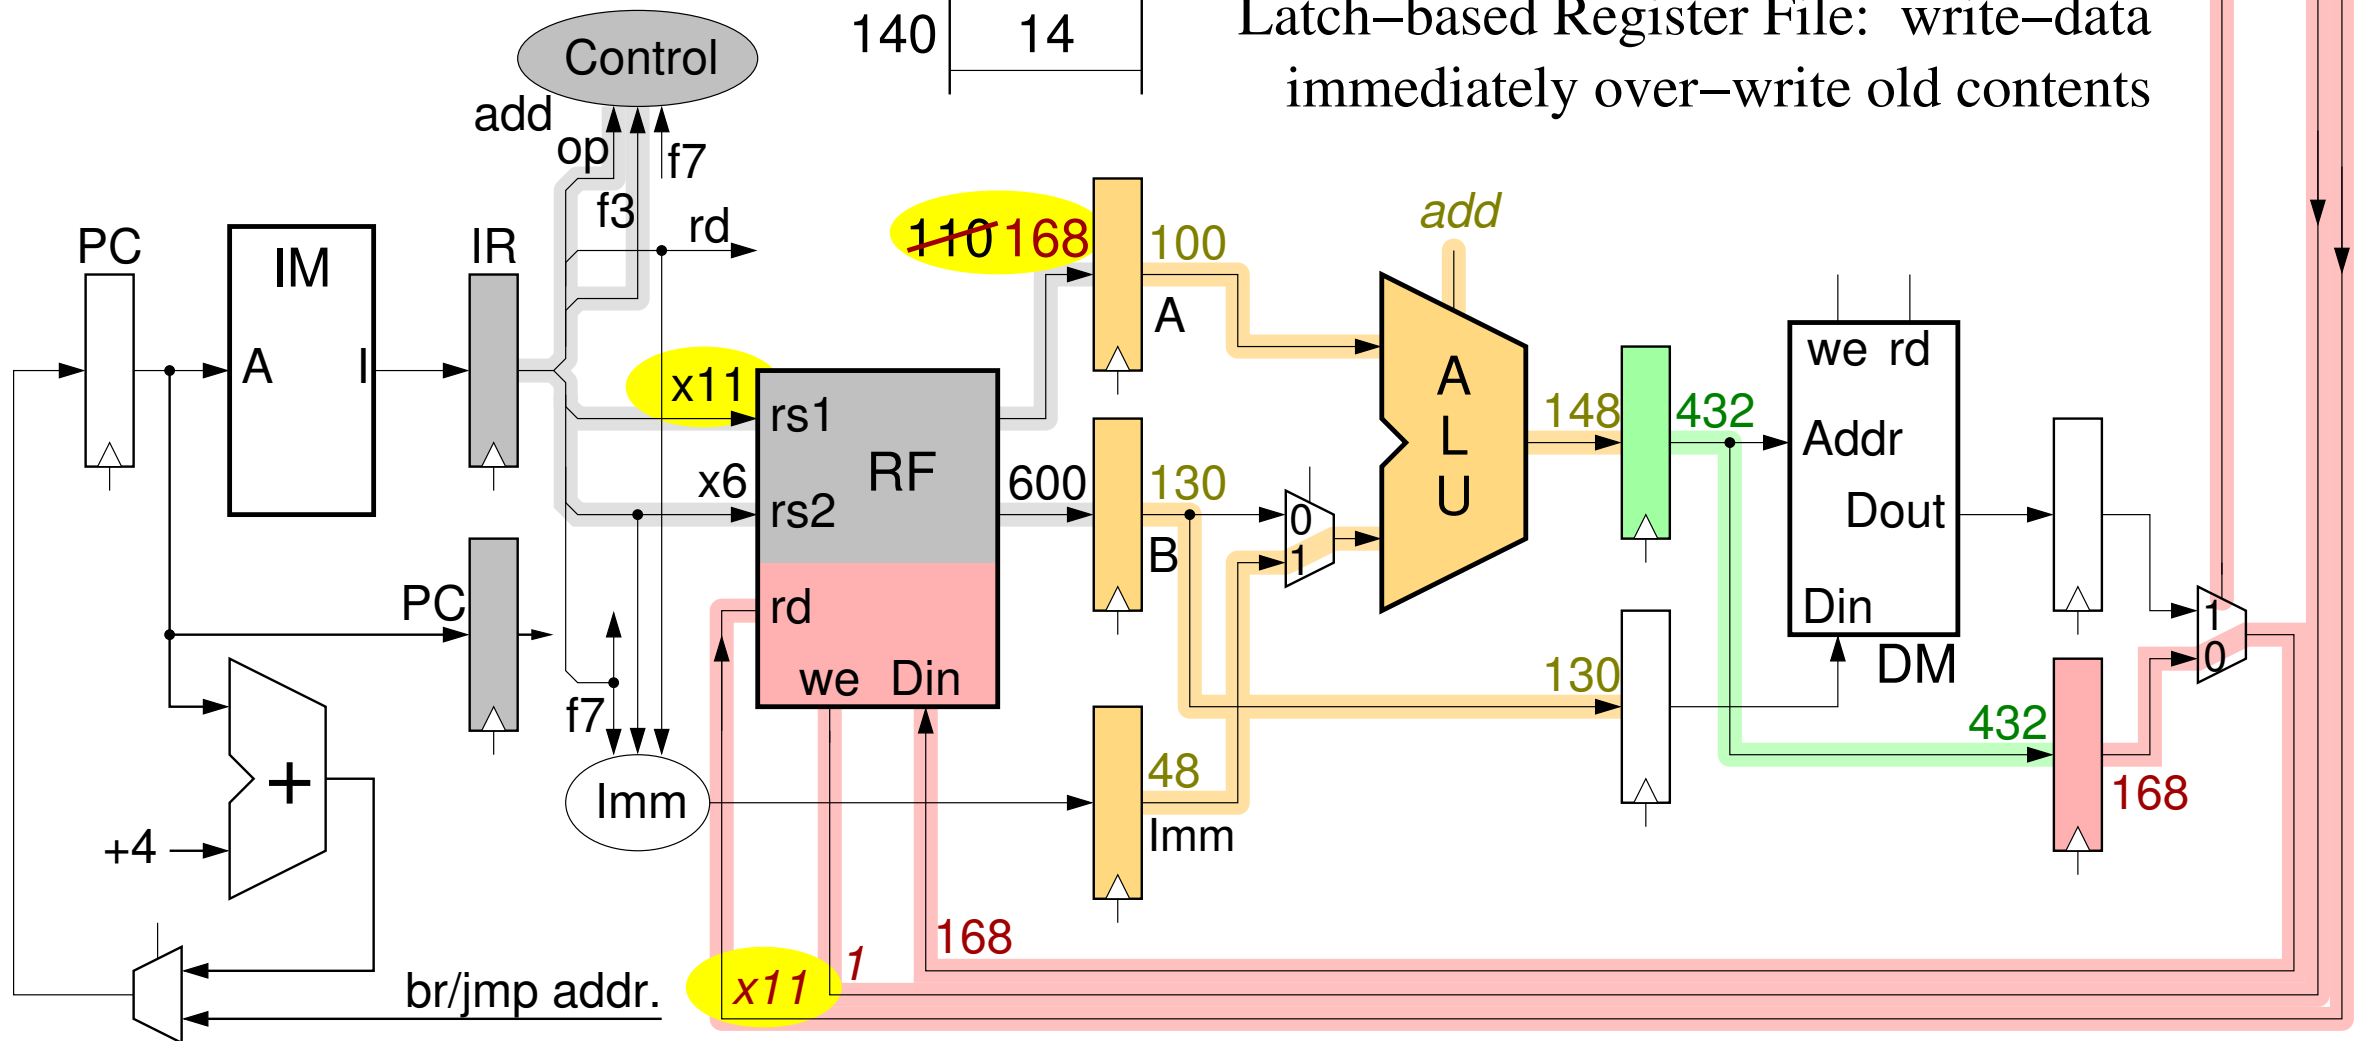 140 14
Latch–based Register File: write–data
immediately over–write old contents
Control
add
op
f7
f3
rd
PC
IM
IR
A
I
x11
rs1
x6
rs2
RF
rd
we Din
110 168
100
A
600
130
B
add
A
L
U
0
1
148
432
we rd
Addr
Dout
Din
DM
1
0
PC
f7
Imm
48
Imm
130
432
168
+
+4
br/jmp addr.
x11
1
168